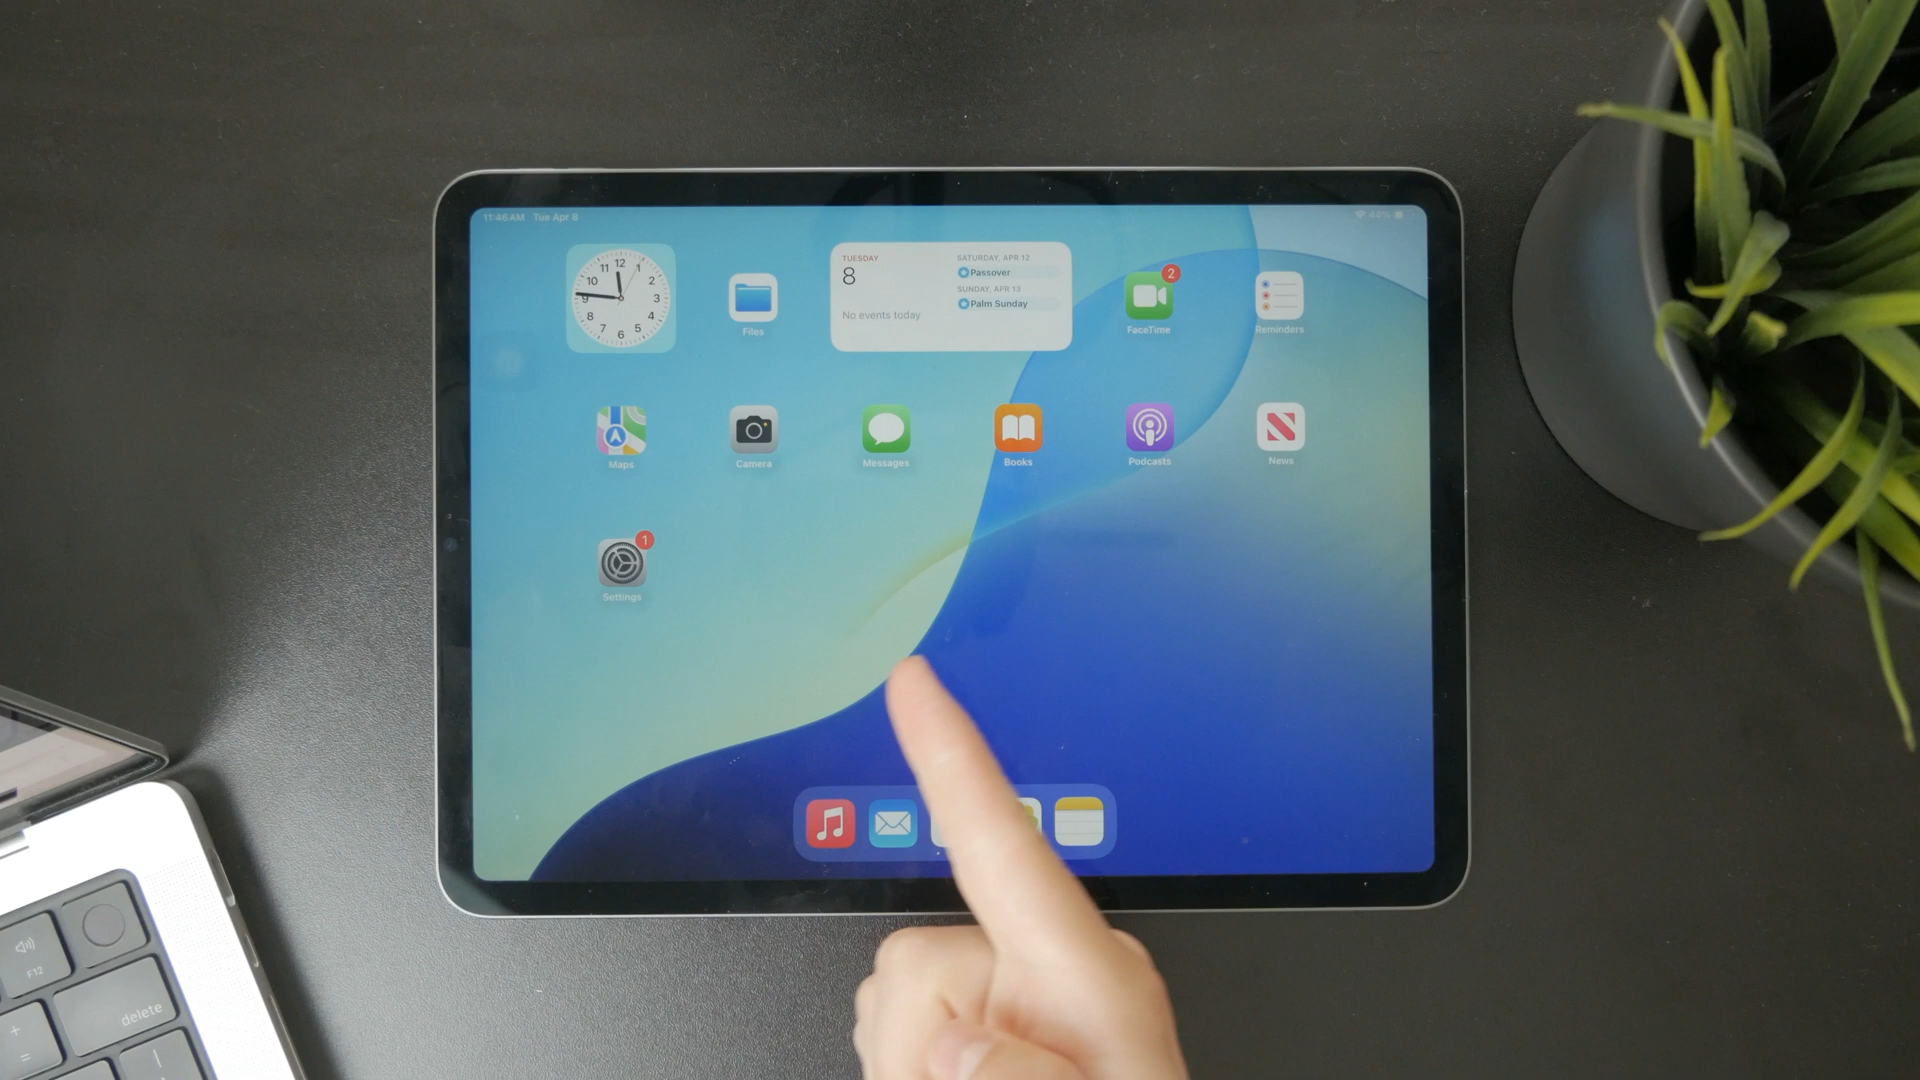 11:46 AM Tue Apr 8
44%
12
11
1
10
2
9
3
8
4
7
5
6
Files
TUESDAY
8
No events today
SATURDAY, APR 12
Passover
SUNDAY, APR 13
Palm Sunday
2
FaceTime
Reminders
Maps
Camera
Messages
Books
Podcasts
News
1
Settings
F12
delete
+
=